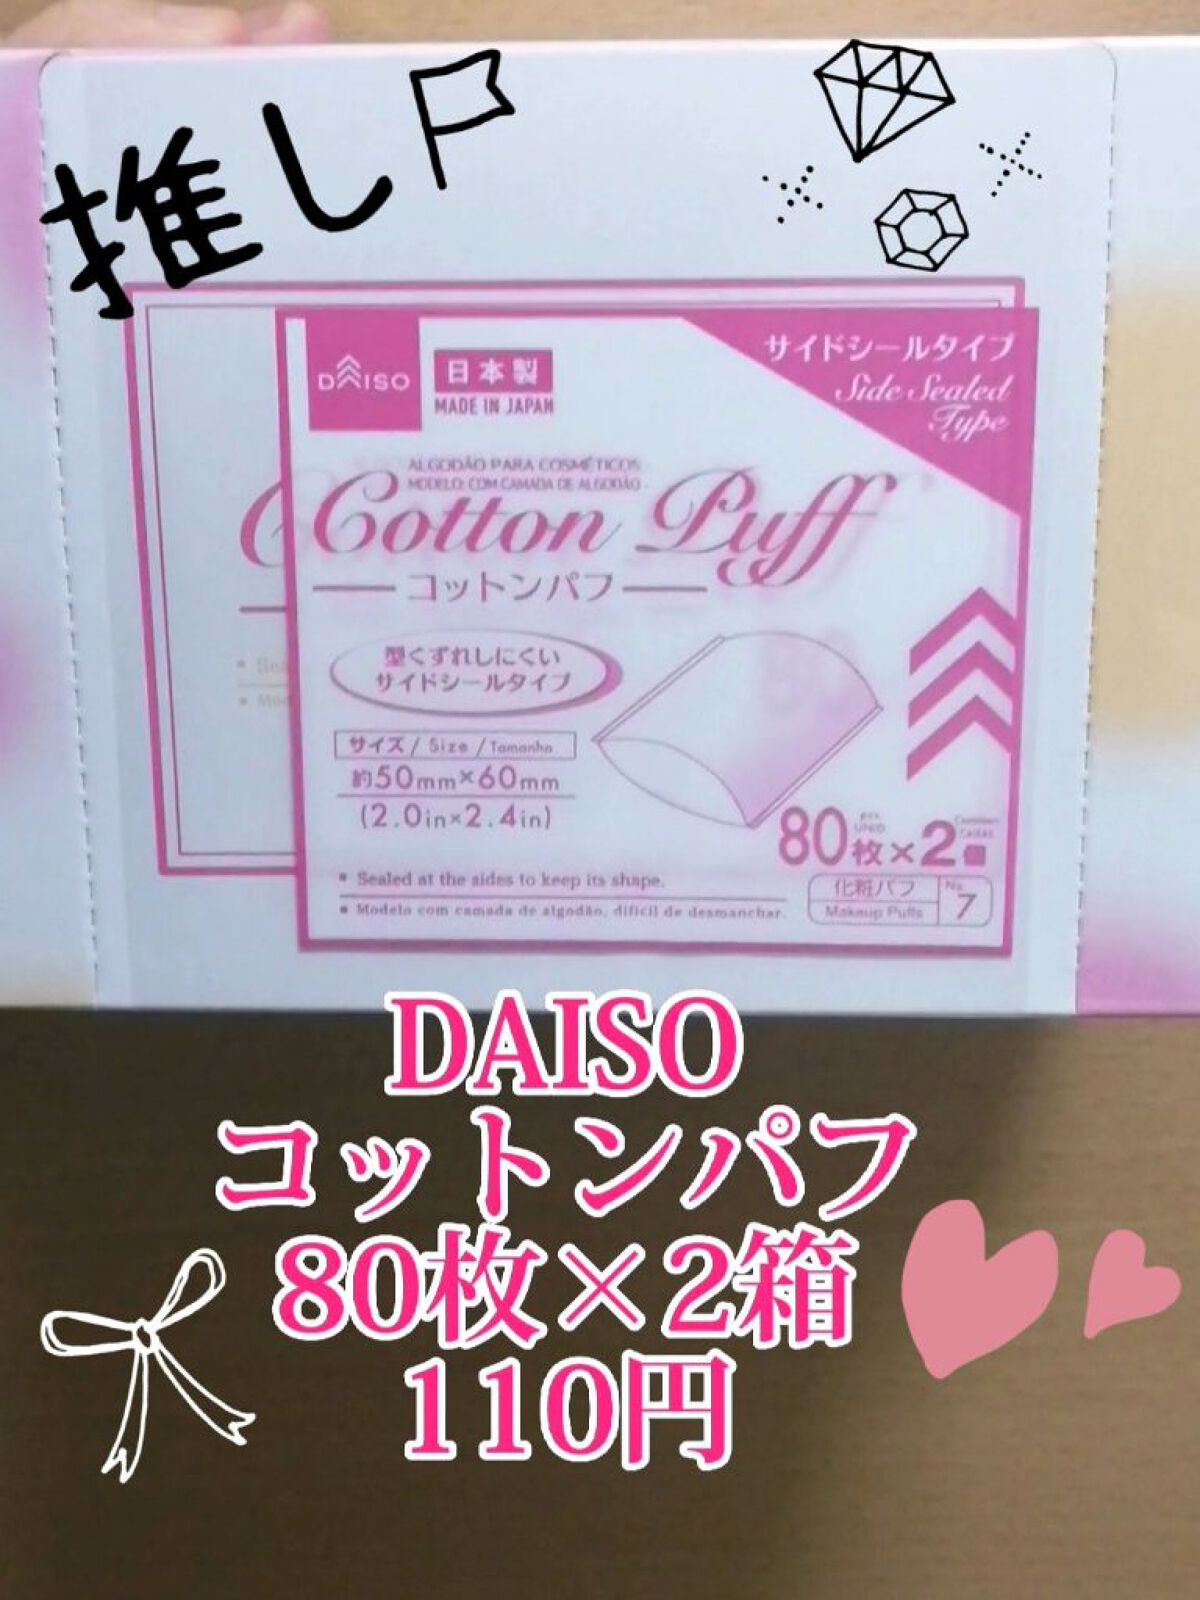 推し
DAISO
日本製
MADE IN JAPAN
サイドシールタイプ
Side Sealed
Type
ALGODÃO PARA COSMÉTICOS
MODELO: COM CAMADA DE ALGODÃO
Cotton Puff
コットンパフ
型くずれしにくい
サイドシールタイプ
サイズ / Size / Tamanho
約50mm×60mm
(2.0in×2.4in)
80枚×2個
UNID
CAIXAS
• Sealed at the sides to keep its shape.
• Modelo com camada de algodão, difícil de desmanchar.
化粧パフ
Makeup Puffs
No.
7
DAISO
コットンパフ
80枚×2箱
110円